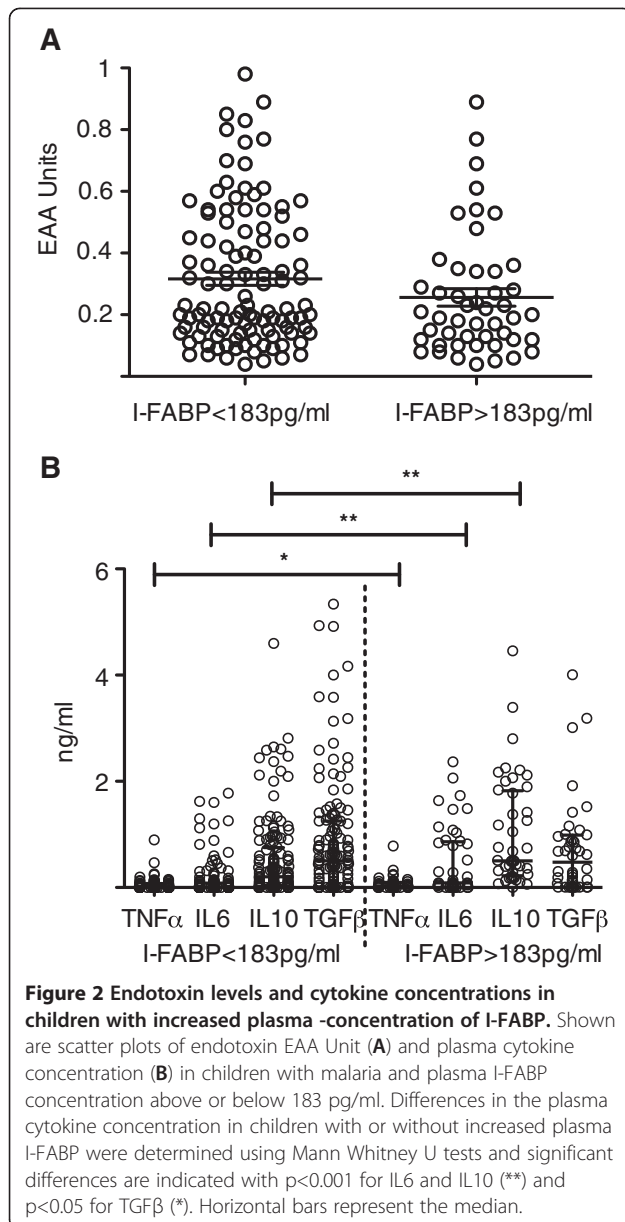 A
1
0.8
0.6
0.4
0.2
EAA Units
I-FABP<183pg/ml I-FABP>183pg/ml
B
**
**
*
6
4
2
ng/ml
TNFα IL6 IL10 TGFβ TNFα IL6 IL10 TGFβ
I-FABP<183pg/ml I-FABP>183pg/ml
Figure 2 Endotoxin levels and cytokine concentrations in
children with increased plasma -concentration of I-FABP. Shown
are scatter plots of endotoxin EAA Unit (A) and plasma cytokine
concentration (B) in children with malaria and plasma I-FABP
concentration above or below 183 pg/ml. Differences in the plasma
cytokine concentration in children with or without increased plasma
I-FABP were determined using Mann Whitney U tests and significant
differences are indicated with p<0.001 for IL6 and IL10 (**) and
p<0.05 for TGFβ (*). Horizontal bars represent the median.